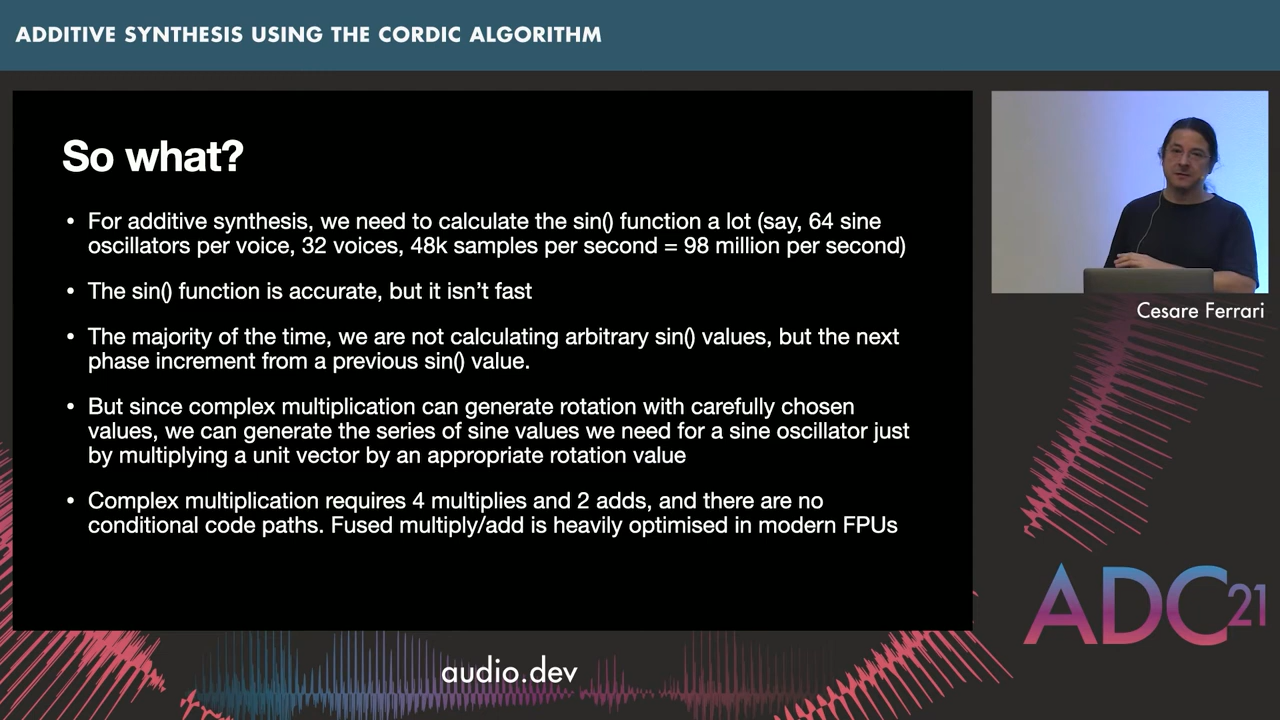 ADDITIVE SYNTHESIS USING THE CORDIC ALGORITHM
So what?
• For additive synthesis, we need to calculate the sin() function a lot (say, 64 sine
oscillators per voice, 32 voices, 48k samples per second = 98 million per second)
• The sin() function is accurate, but it isn't fast
• The majority of the time, we are not calculating arbitrary sin() values, but the next
phase increment from a previous sin() value.
• But since complex multiplication can generate rotation with carefully chosen
values, we can generate the series of sine values we need for a sine oscillator just
by multiplying a unit vector by an appropriate rotation value
• Complex multiplication requires 4 multiplies and 2 adds, and there are no
conditional code paths. Fused multiply/add is heavily optimised in modern FPUs
Cesare Ferrari
ADC21
audio.dev